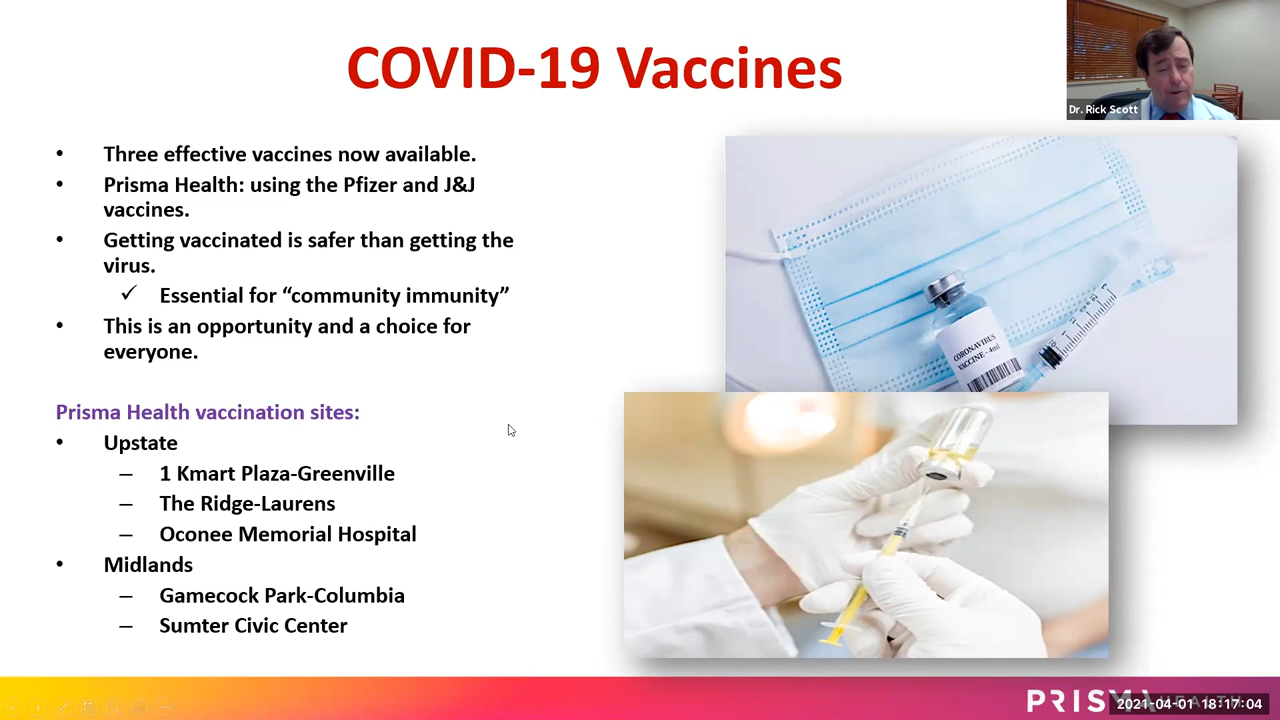 COVID-19 Vaccines
Dr. Rick Scott
• Three effective vaccines now available.
• Prisma Health: using the Pfizer and J&J
vaccines.
• Getting vaccinated is safer than getting the
virus.
✓ Essential for “community immunity”
• This is an opportunity and a choice for
everyone.
CORONAVIRUS
VACCINE - 4ml
Prisma Health vaccination sites:
• Upstate
– 1 Kmart Plaza-Greenville
– The Ridge-Laurens
– Oconee Memorial Hospital
• Midlands
– Gamecock Park-Columbia
– Sumter Civic Center
PRISMA HEALTH
2021-04-01 18:17:04